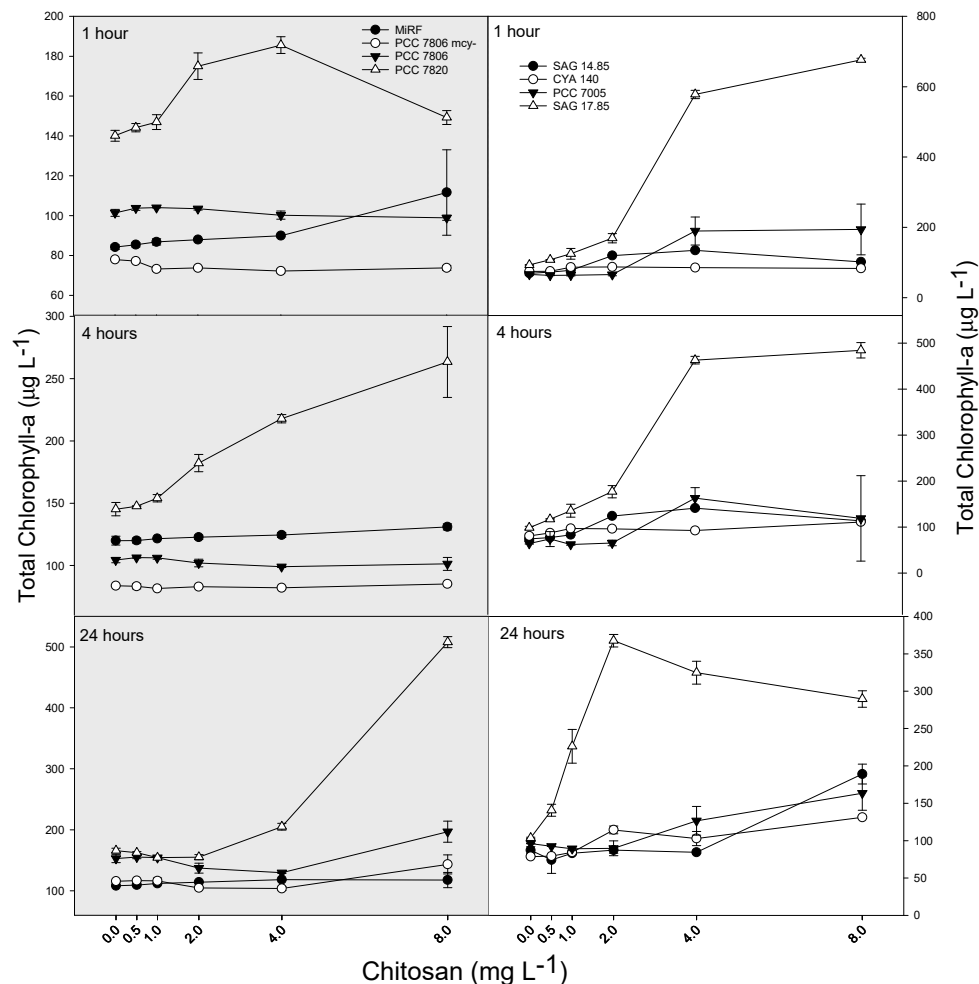 1 hour
MiRF
PCC 7806 mcy-
PCC 7806
PCC 7820
200
180
160
140
120
100
80
60
1 hour
SAG 14.85
CYA 140
PCC 7005
SAG 17.85
800
600
400
200
0
4 hours
300
250
200
150
100
4 hours
500
400
300
200
100
0
24 hours
500
400
300
200
100
24 hours
400
350
300
250
200
150
100
50
0
Total Chlorophyll-a (µg L-1)
Total Chlorophyll-a (µg L-1)
0.0 0.5 1.0 2.0 4.0 8.0
0.0 0.5 1.0 2.0 4.0 8.0
Chitosan (mg L-1)